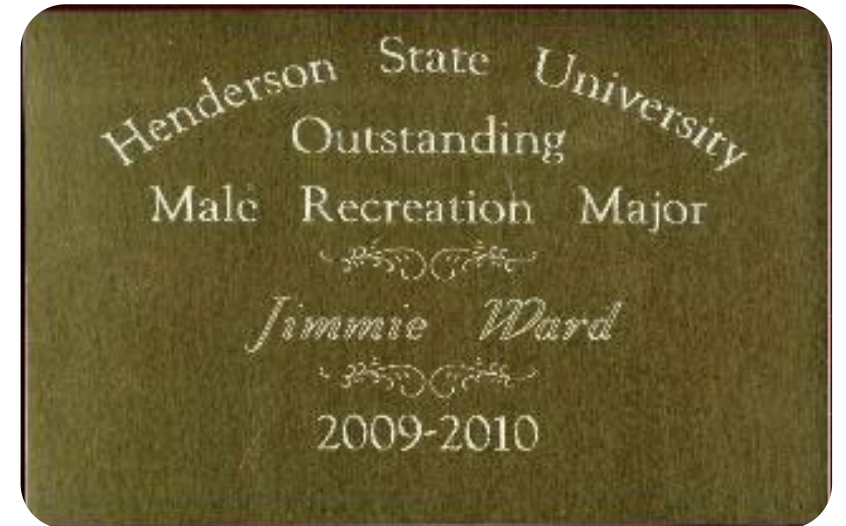 Henderson State University
Outstanding
Male Recreation Major
Jimmie Ward
2009-2010